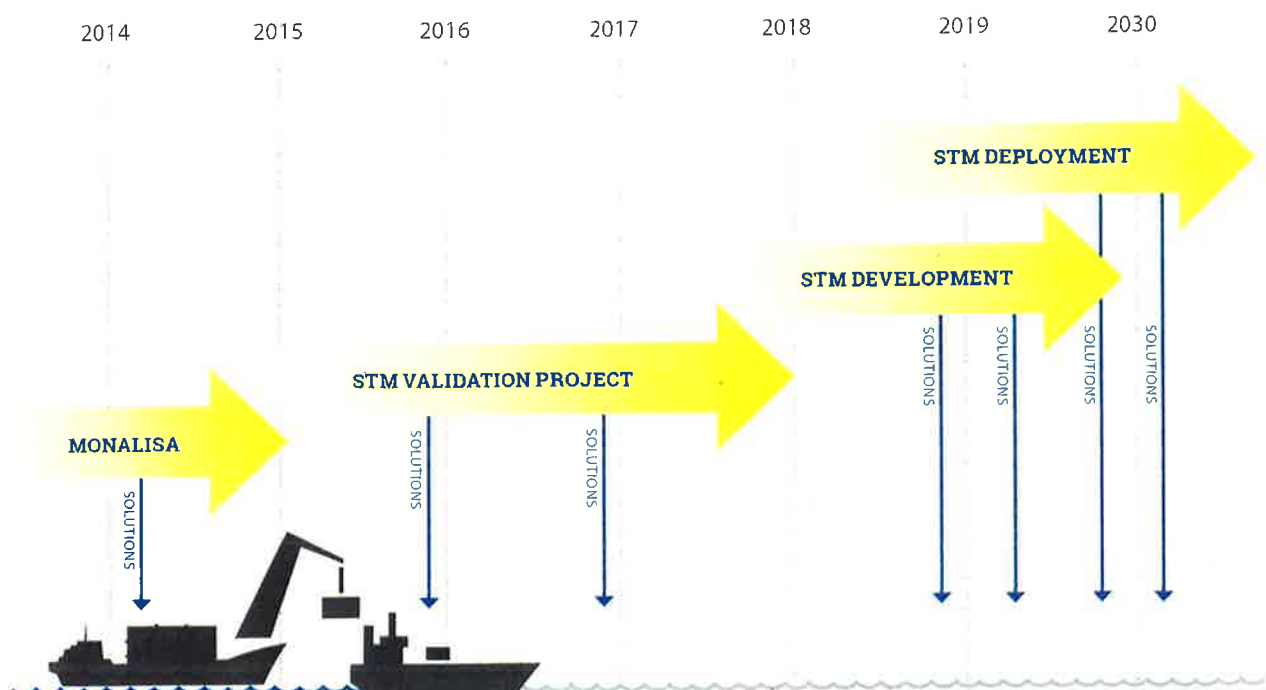 2014 2015 2016 2017 2018 2019 2030
STM DEPLOYMENT
STM DEVELOPMENT
STM VALIDATION PROJECT
MONALISA
SOLUTIONS
SOLUTIONS
SOLUTIONS
SOLUTIONS
SOLUTIONS
SOLUTIONS
SOLUTIONS